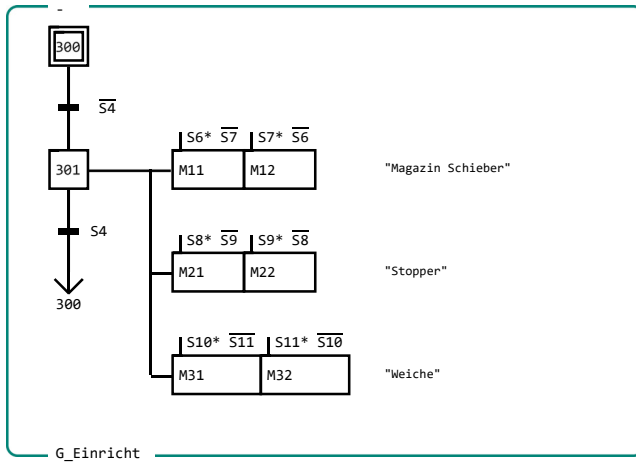 -
300
S̅4̅
S6* S̅7̅ S7* S̅6̅
301 M11 M12 "Magazin Schieber"
S4
S8* S̅9̅ S9* S̅8̅
M21 M22 "Stopper"
300
S10* S̅1̅1̅ S11* S̅1̅0̅
M31 M32 "Weiche"
G_Einricht